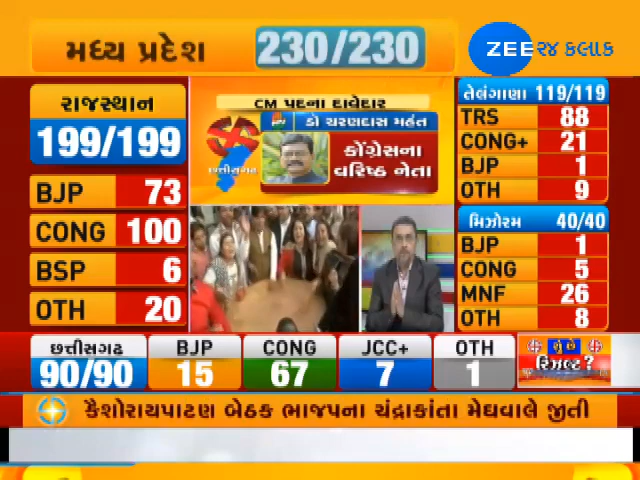 મધ્ય પ્રદેશ 230/230
ZEE ૨૪ કલાક
રાજસ્થાન
199/199
BJP 73
CONG 100
BSP 6
OTH 20
CM પદના દાવેદાર
ડો ચરણદાસ મહંત
કોંગ્રેસના
વરિષ્ઠ નેતા
છત્તીસગઢ
તેલંગાણા 119/119
TRS 88
CONG+ 21
BJP 1
OTH 9
મિઝોરમ 40/40
BJP 1
CONG 5
MNF 26
OTH 8
છત્તીસગઢ
90/90
BJP
15
CONG
67
JCC+
7
OTH
1
શું છે
રિઝલ્ટ?
કૈશોરાયપાટણ બેઠક ભાજપના ચંદ્રાકાંતા મેઘવાલે જીતી